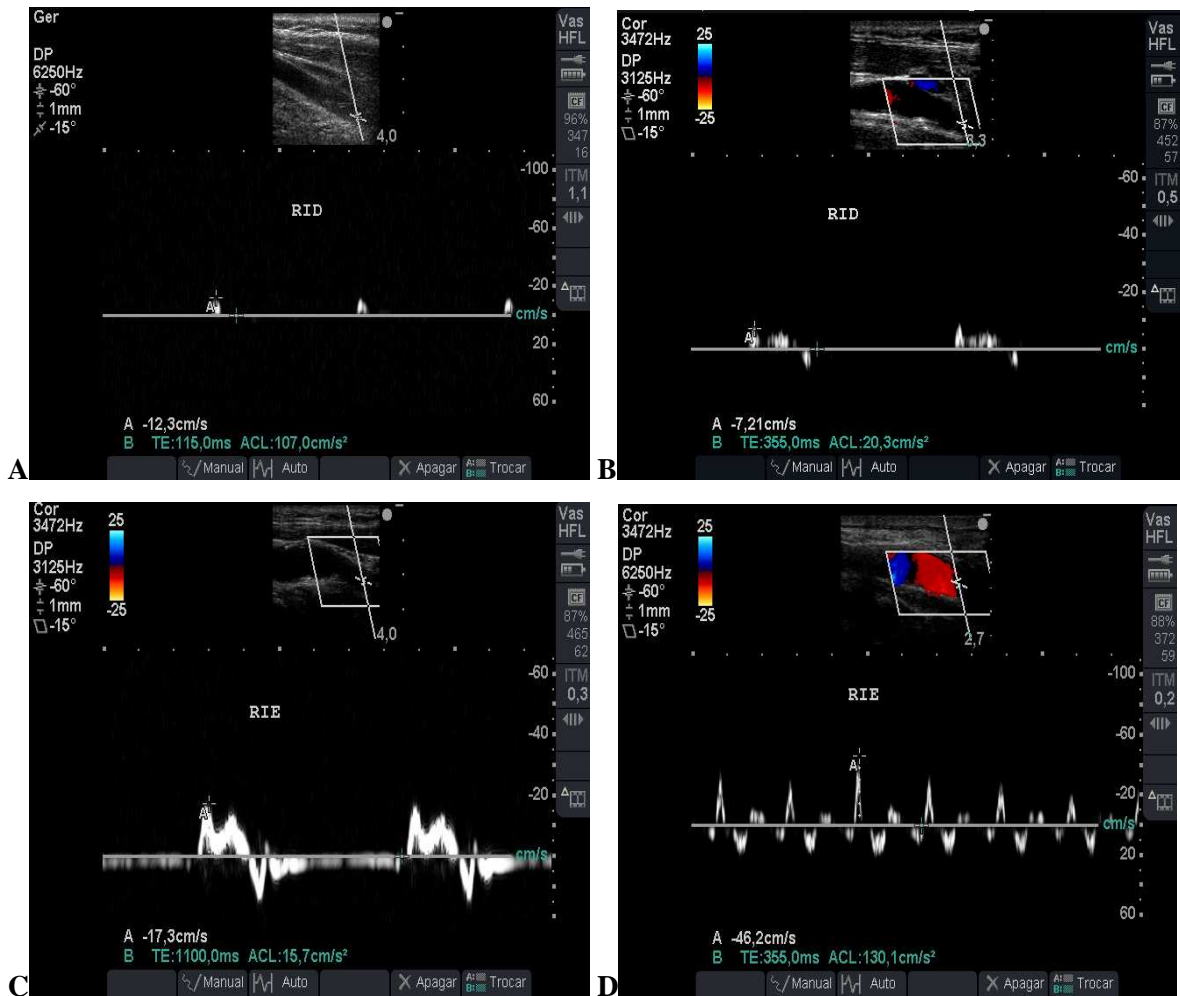 Ger
DP
6250Hz
-60°
1mm
-15°
4,0
Vas
HFL
CF
96%
347
16
ITM
1,1
-100
-60
-20
cm/s
20
60
RID
A
A -12,3cm/s
B TE:115,0ms ACL:107,0cm/s²
Manual Auto Apagar A: B: Trocar
A
Cor
3472Hz
DP
3125Hz
-60°
1mm
-15°
25
-25
3,3
Vas
HFL
CF
87%
452
57
ITM
0,5
-60
-40
-20
cm/s
RID
A
A -7,21cm/s
B TE:355,0ms ACL:20,3cm/s²
Manual Auto Apagar A: B: Trocar
B
Cor
3472Hz
DP
3125Hz
-60°
1mm
-15°
25
-25
4,0
Vas
HFL
CF
87%
465
62
ITM
0,3
-60
-40
-20
cm/s
RIE
A
A -17,3cm/s
B TE:1100,0ms ACL:15,7cm/s²
Manual Auto Apagar A: B: Trocar
C
Cor
3472Hz
DP
6250Hz
-60°
1mm
-15°
25
-25
2,7
Vas
HFL
CF
88%
372
59
ITM
0,2
-100
-60
-20
cm/s
20
60
RIE
A
A -46,2cm/s
B TE:355,0ms ACL:130,1cm/s²
Manual Auto Apagar A: B: Trocar
D